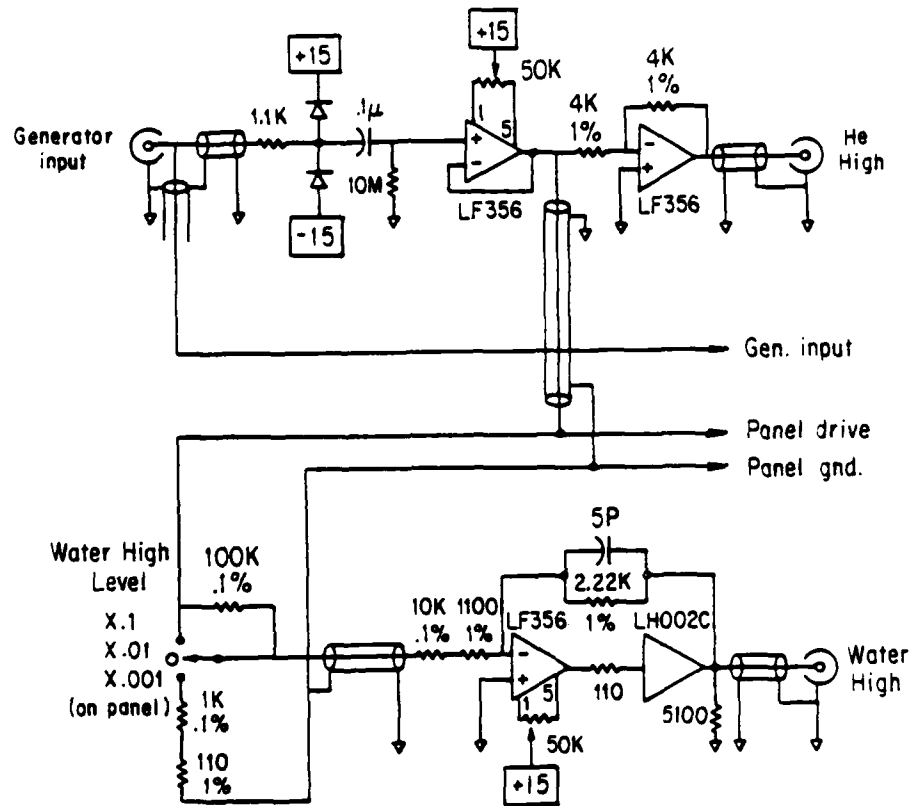 +15
+15
50K
4K
1%
1.1K
.1μ
1
5
4K
1%
Generator
input
+
-
-
+
He
High
10M
LF356
LF356
-15
Gen. input
Panel drive
Panel gnd.
5P
Water High
Level
100K
.1%
2.22K
1%
X.1
X.01
X.001
(on panel)
10K
.1%
1100
1%
LF356
LH002C
-
+
Water
High
1K
.1%
1
5
110
5100
110
1%
50K
+15